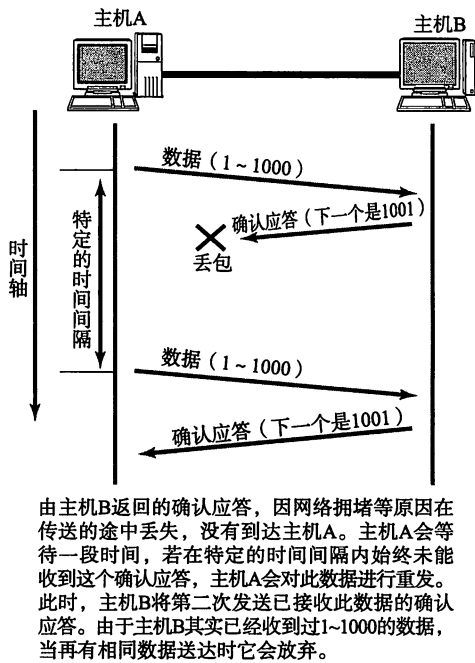 主机A
主机B
数据（1～1000）
确认应答（下一个是1001）
丢包
特定的时间间隔
时间轴
数据（1～1000）
确认应答（下一个是1001）
由主机B返回的确认应答，因网络拥堵等原因在
传送的途中丢失，没有到达主机A。主机A会等
待一段时间，若在特定的时间间隔内始终未能
收到这个确认应答，主机A会对此数据进行重发。
此时，主机B将第二次发送已接收此数据的确认
应答。由于主机B其实已经收到过1~1000的数据，
当再有相同数据送达时它会放弃。